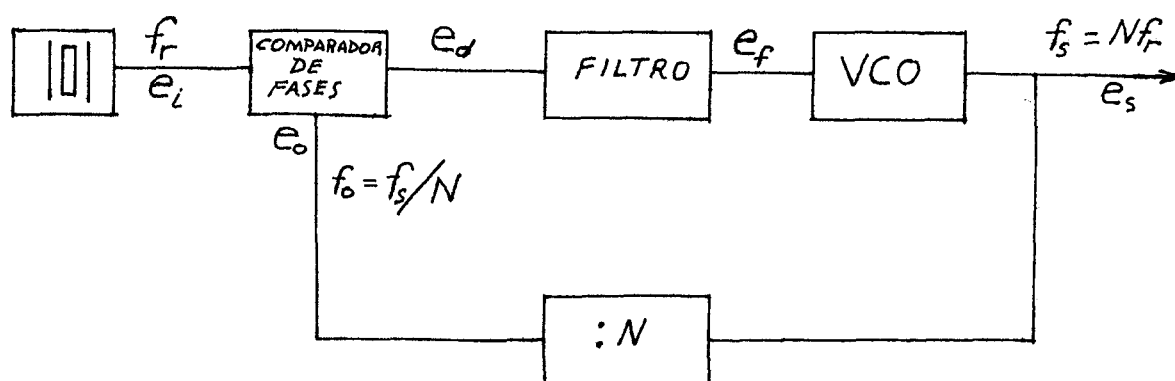 f_r
e_i
COMPARADOR
DE
FASES
e_d
FILTRO
e_f
VCO
f_s = Nf_r
e_s
e_o
f_o = f_s/N
:N